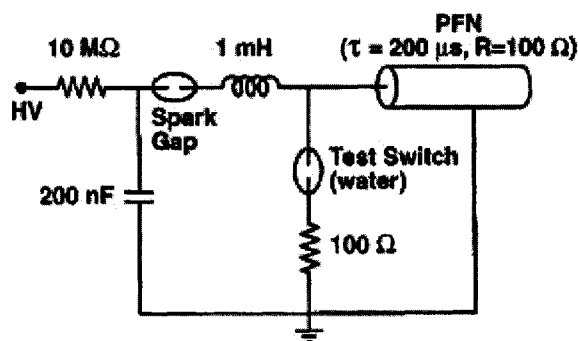 PFN
(τ = 200 μs, R=100 Ω)
10 MΩ
1 mH
HV
Spark
Gap
Test Switch
(water)
200 nF
100 Ω